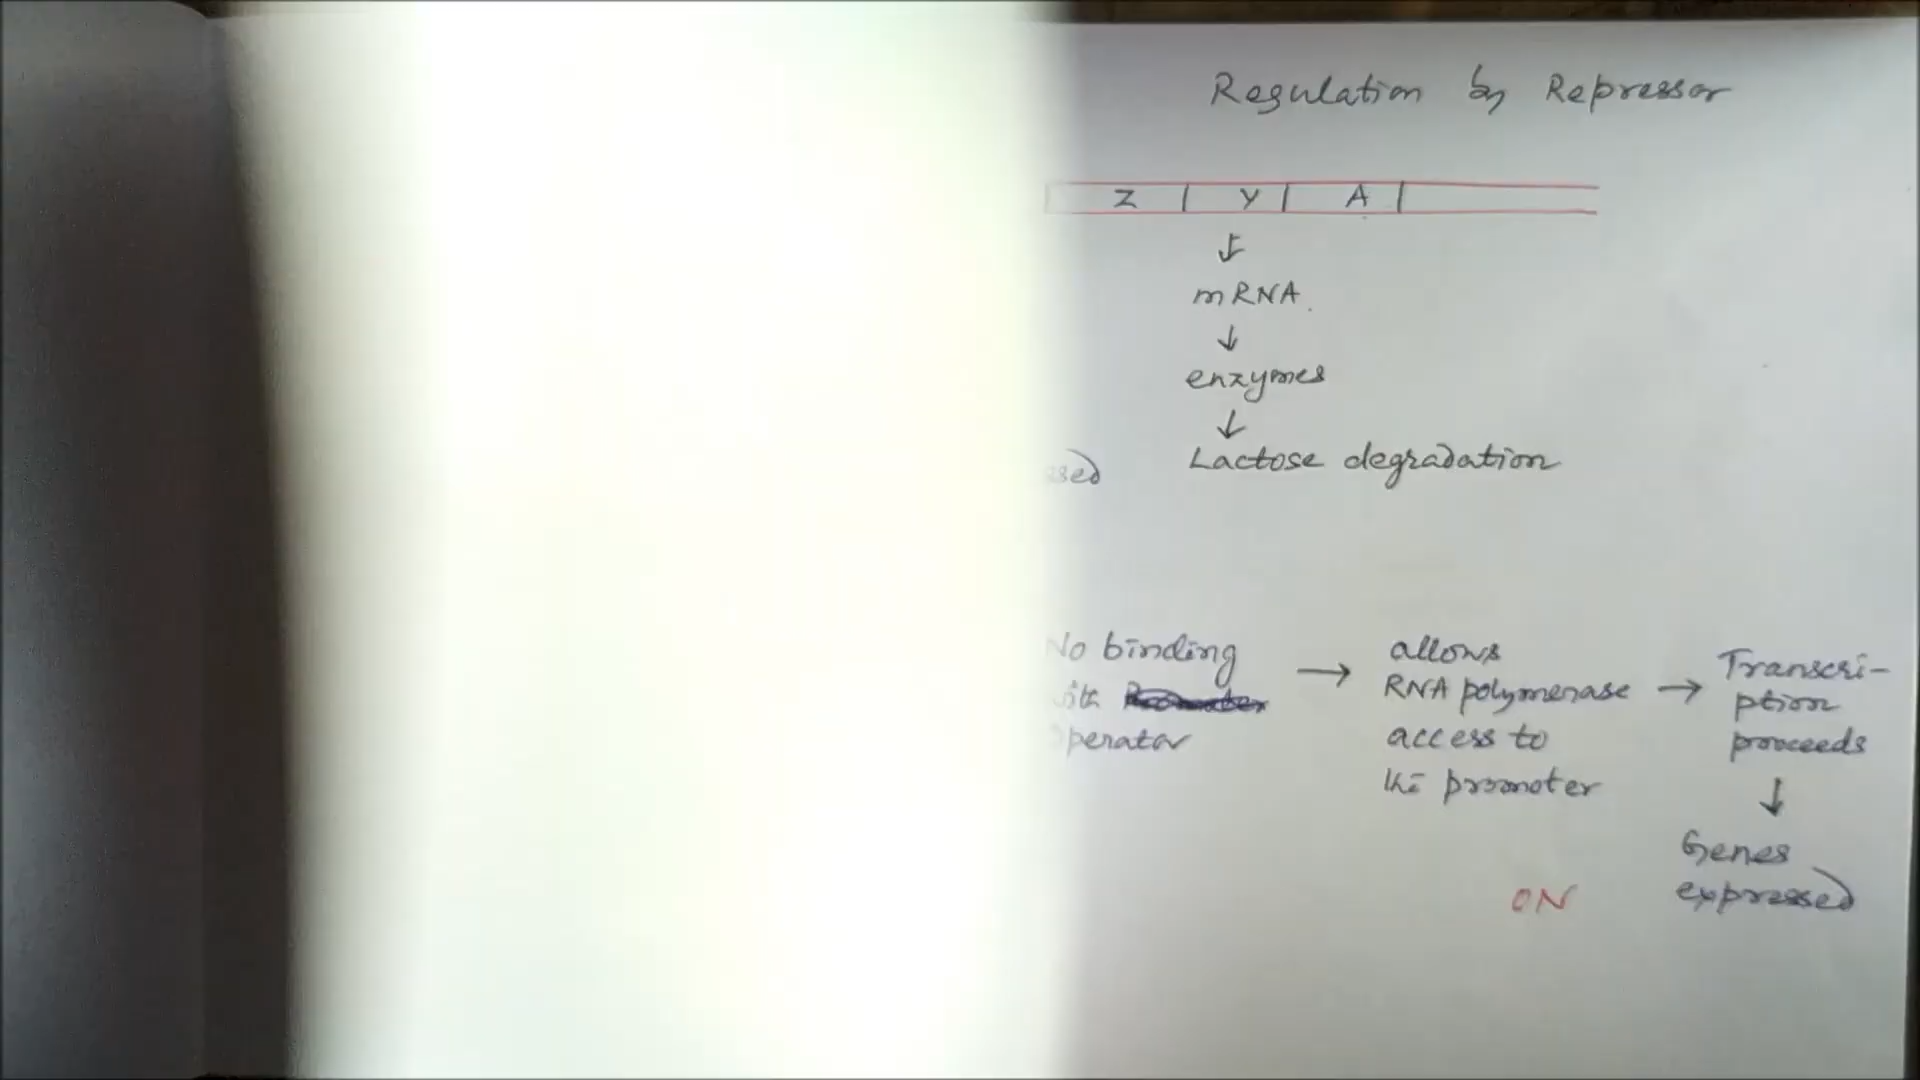 Regulation by Repressor
Z | Y | A |
↓
mRNA
↓
enzymes
↓
Lactose degradation
No binding
→
operator
allows
RNA polymerase
access to
the promoter
→
Transcri-
ption
proceeds
↓
Genes
expressed
ON